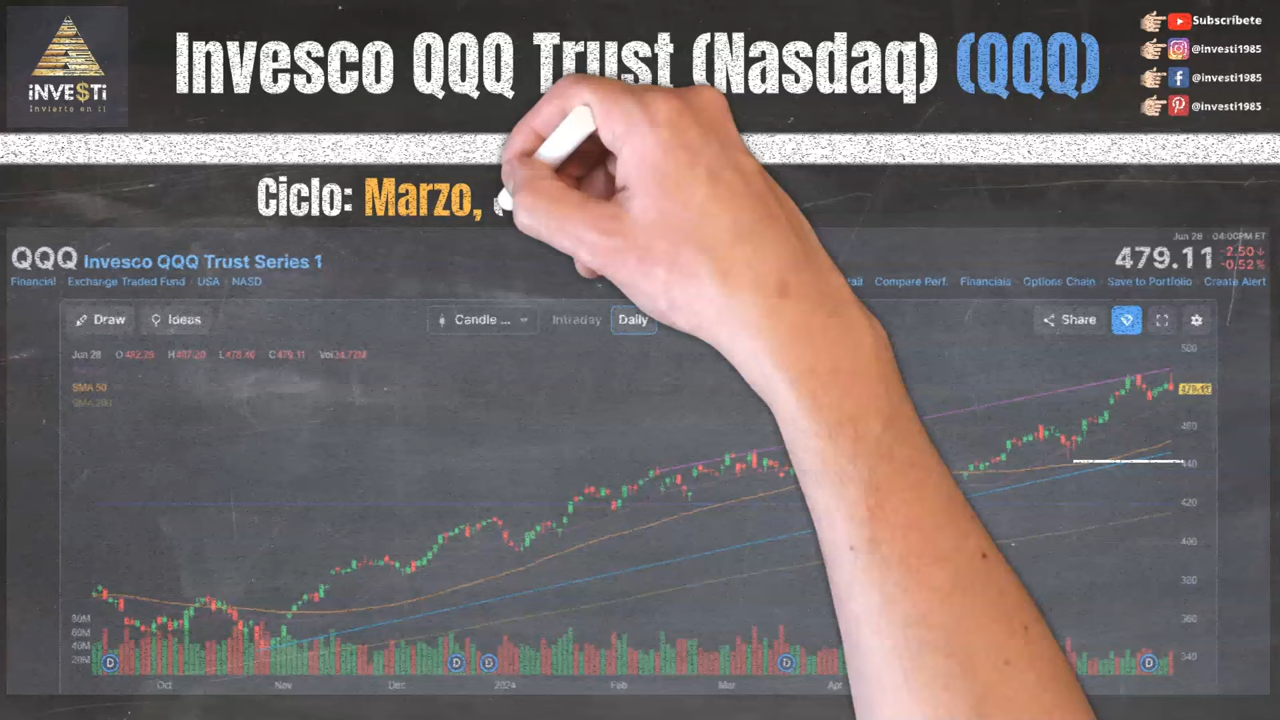 iNVE$Ti
Invierte en ti
Invesco QQQ Trust (Nasdaq) (QQQ)
Subscríbete
@investi1985
@investi1985
@investi1985
Ciclo: Marzo,
QQQ Invesco QQQ Trust Series 1
Financial · Exchange Traded Fund · USA · NASD
Jun 28 · 04:00PM ET
479.11
-2.50↓
-0.52%
Compare Perf. Financials Options Chain · Save to Portfolio · Create Alert
Draw Ideas Candle ... Intraday Daily Share
Jun 28
SMA 50
SMA 200
500
460
440
420
400
380
360
340
80M
60M
40M
20M
D D D D D
Oct Nov Dec 2024 Feb Mar Apr